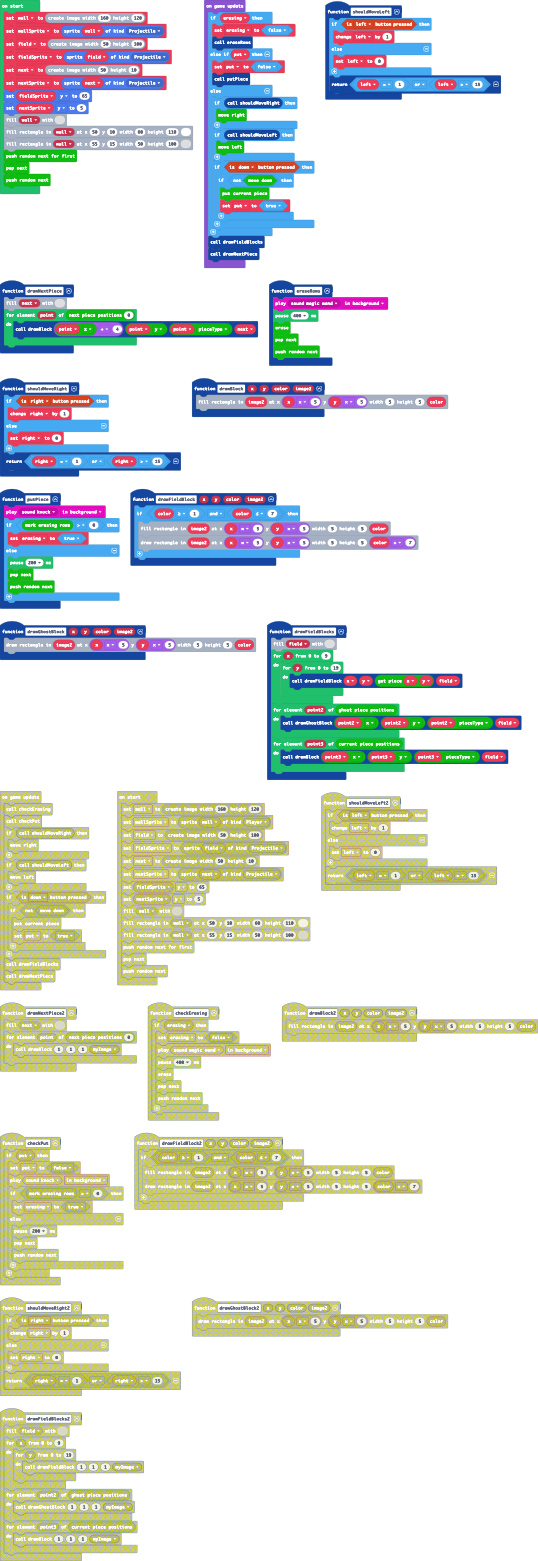 on start
set wall to create image width 160 height 120
set wallSprite to sprite wall of kind Projectile
set field to create image width 50 height 100
set fieldSprite to sprite field of kind Projectile
set next to create image width 50 height 10
set nextSprite to sprite next of kind Projectile
set fieldSprite y to 65
set nextSprite y to 5
fill wall with
fill rectangle in wall at x 50 y 10 width 60 height 110
fill rectangle in wall at x 55 y 15 width 50 height 100
push random next for first
pop next
push random next
on game update
if erasing then
set erasing to false
call eraseRows
else if put then
set put to false
call putPiece
else
if call shouldMoveRight then
move right
if call shouldMoveLeft then
move left
if is down button pressed then
if not move down then
put current piece
set put to true
call drawFieldBlocks
call drawNextPiece
function shouldMoveLeft
if is left button pressed then
change left by 1
else
set left to 0
return left = 1 or left > 15
function drawNextPiece
fill next with
for element point of next piece positions 0
do call drawBlock point x + 4 point y point pieceType next
function eraseRows
play sound magic wand in background
pause 400 ms
erase
pop next
push random next
function shouldMoveRight
if is right button pressed then
change right by 1
else
set right to 0
return right = 1 or right > 15
function drawBlock x y color image2
fill rectangle in image2 at x x × 5 y y × 5 width 5 height 5 color
function putPiece
play sound knock in background
if mark erasing rows > 0 then
set erasing to true
else
pause 200 ms
pop next
push random next
function drawFieldBlock x y color image2
if color ≥ 1 and color ≤ 7 then
fill rectangle in image2 at x x × 5 y y × 5 width 5 height 5 color
draw rectangle in image2 at x x × 5 y y × 5 width 5 height 5 color + 7
function drawGhostBlock x y color image2
draw rectangle in image2 at x x × 5 y y × 5 width 5 height 5 color
function drawFieldBlocks
fill field with
for x from 0 to 9
do for y from 0 to 19
do call drawFieldBlock x y get piece x y field
for element point2 of ghost piece positions
do call drawGhostBlock point2 x point2 y point2 pieceType field
for element point3 of current piece positions
do call drawBlock point3 x point3 y point3 pieceType field
on game update
call checkErasing
call checkPut
if call shouldMoveRight then
move right
if call shouldMoveLeft then
move left
if is down button pressed then
if not move down then
put current piece
set put to true
call drawFieldBlocks
call drawNextPiece
on start
set wall to create image width 160 height 120
set wallSprite to sprite wall of kind Player
set field to create image width 50 height 100
set fieldSprite to sprite field of kind Projectile
set next to create image width 50 height 10
set nextSprite to sprite next of kind Projectile
set fieldSprite y to 65
set nextSprite y to 5
fill wall with
fill rectangle in wall at x 50 y 10 width 60 height 110
fill rectangle in wall at x 55 y 15 width 50 height 100
push random next for first
pop next
push random next
function shouldMoveLeft2
if is left button pressed then
change left by 1
else
set left to 0
return left = 1 or left > 15
function drawNextPiece2
fill next with
for element point of next piece positions 0
do call drawBlock 1 1 1 myImage
function checkErasing
if erasing then
set erasing to false
play sound magic wand in background
pause 400 ms
erase
pop next
push random next
function drawBlock2 x y color image2
fill rectangle in image2 at x x × 5 y y × 5 width 5 height 5 color
function checkPut
if put then
set put to false
play sound knock in background
if mark erasing rows > 0 then
set erasing to true
else
pause 200 ms
pop next
push random next
function drawFieldBlock2 x y color image2
if color ≥ 1 and color ≤ 7 then
fill rectangle in image2 at x x × 5 y y × 5 width 5 height 5 color
draw rectangle in image2 at x x × 5 y y × 5 width 5 height 5 color + 7
function shouldMoveRight2
if is right button pressed then
change right by 1
else
set right to 0
return right = 1 or right > 15
function drawGhostBlock2 x y color image2
draw rectangle in image2 at x x × 5 y y × 5 width 5 height 5 color
function drawFieldBlocks2
fill field with
for x from 0 to 9
do for y from 0 to 19
do call drawFieldBlock 1 1 1 myImage
for element point2 of ghost piece positions
do call drawGhostBlock 1 1 1 myImage
for element point3 of current piece positions
do call drawBlock 1 1 1 myImage